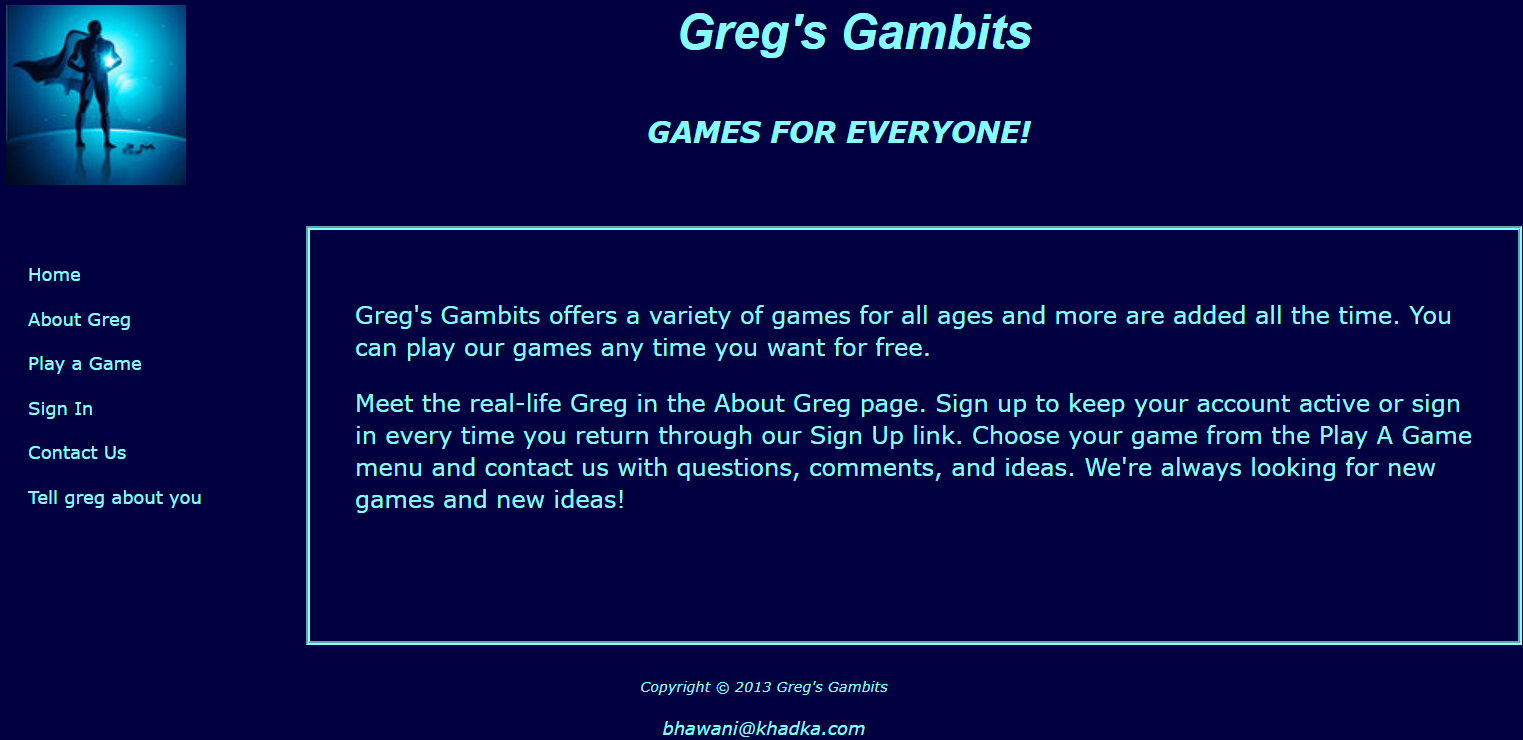 Greg's Gambits
GAMES FOR EVERYONE!
Home
About Greg
Play a Game
Sign In
Contact Us
Tell greg about you
Greg's Gambits offers a variety of games for all ages and more are added all the time. You
can play our games any time you want for free.
Meet the real-life Greg in the About Greg page. Sign up to keep your account active or sign
in every time you return through our Sign Up link. Choose your game from the Play A Game
menu and contact us with questions, comments, and ideas. We're always looking for new
games and new ideas!
Copyright © 2013 Greg's Gambits
bhawani@khadka.com